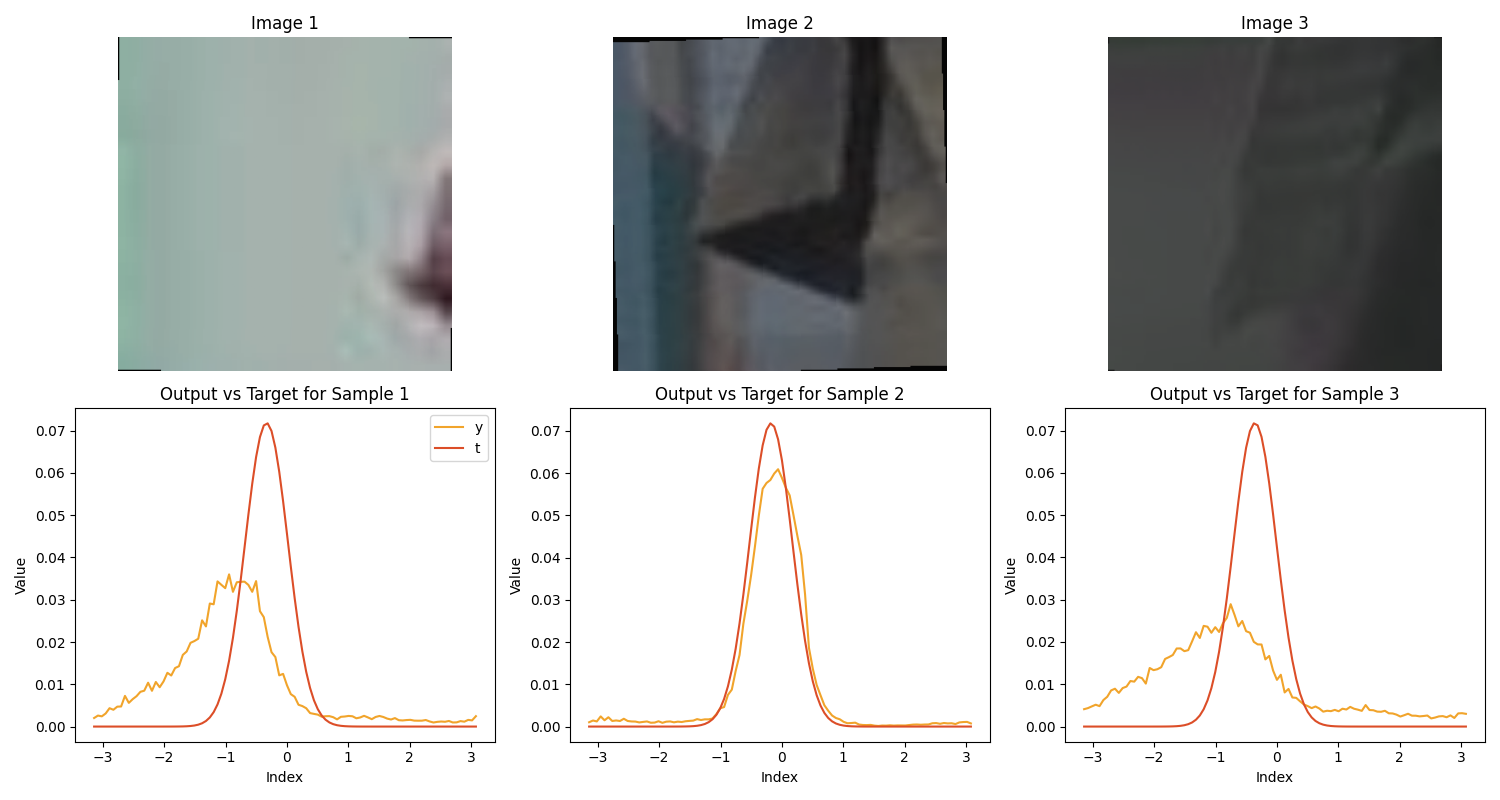 Image 1
Image 2
Image 3
Output vs Target for Sample 1
Output vs Target for Sample 2
Output vs Target for Sample 3
y
t
Value
0.07
0.06
0.05
0.04
0.03
0.02
0.01
0.00
−3 −2 −1 0 1 2 3
Index
Value
0.07
0.06
0.05
0.04
0.03
0.02
0.01
0.00
−3 −2 −1 0 1 2 3
Index
Value
0.07
0.06
0.05
0.04
0.03
0.02
0.01
0.00
−3 −2 −1 0 1 2 3
Index